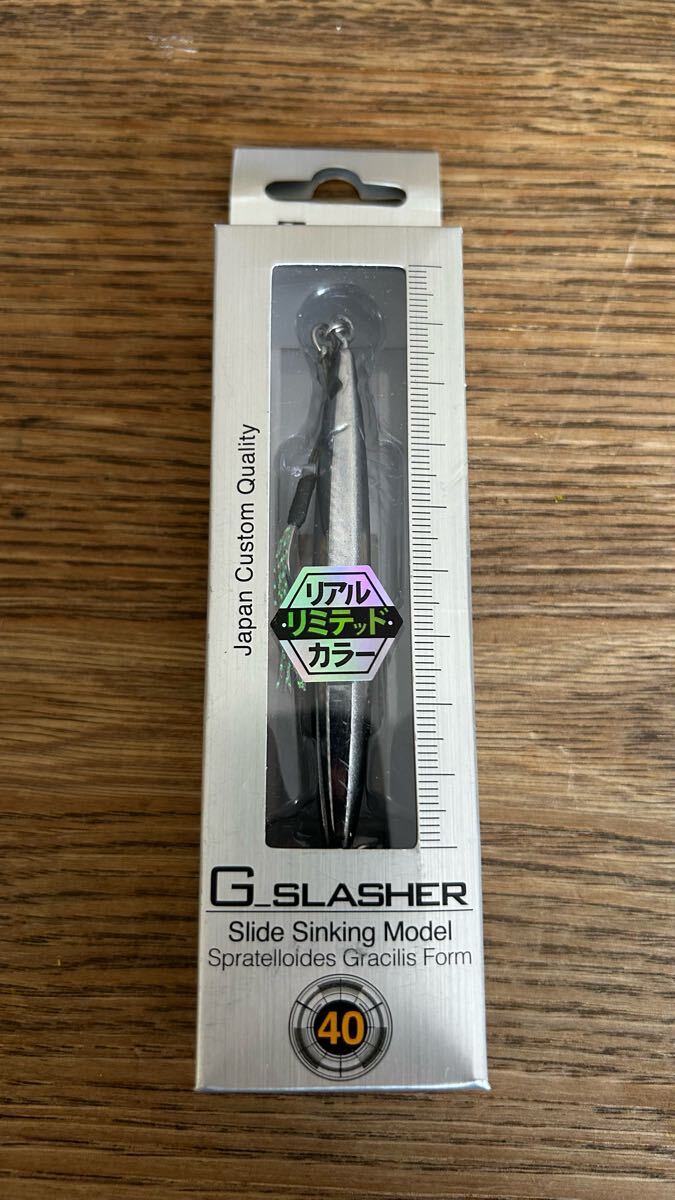 Japan Custom Quality
リアル
・リミテッド・
カラー
G_SLASHER
Slide Sinking Model
Spratelloides Gracilis Form
40